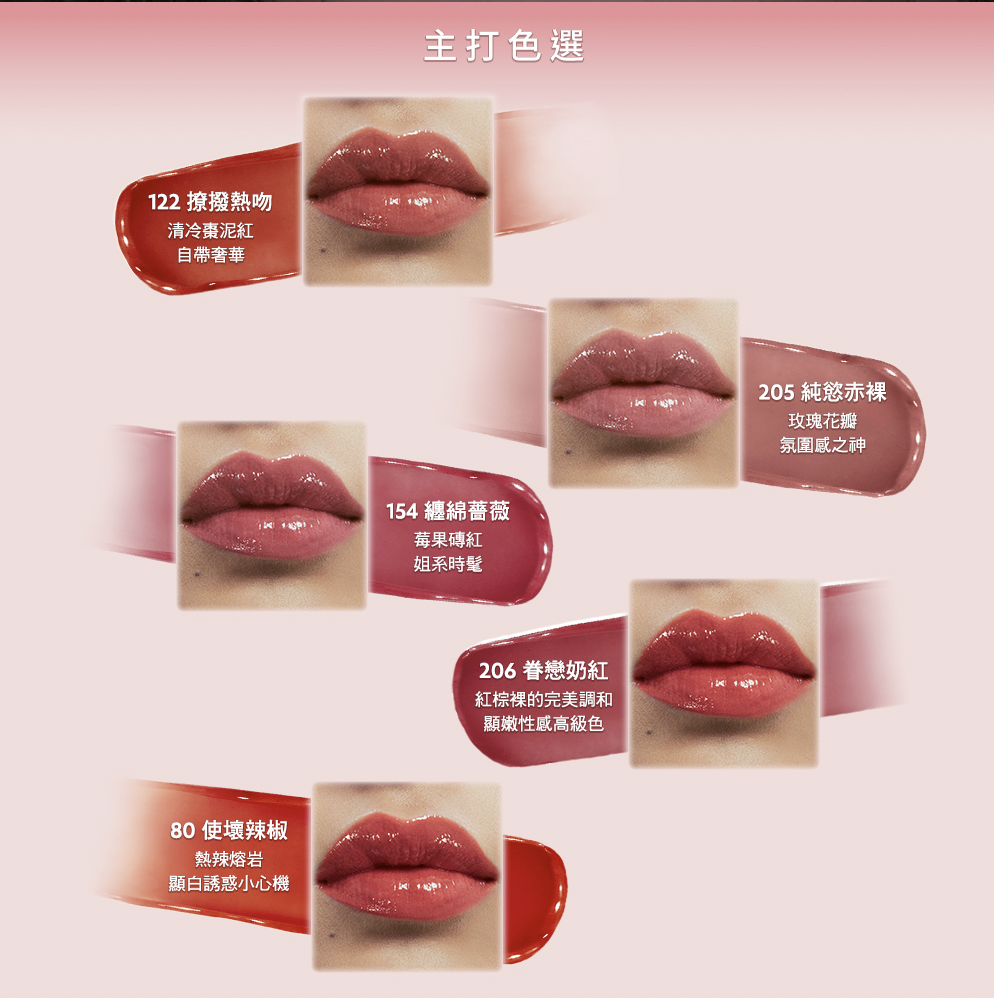 主打色選
122 撩撥熱吻
清冷棗泥紅
自帶奢華
205 純慾赤裸
玫瑰花瓣
氛圍感之神
154 纏綿薔薇
莓果磚紅
姐系時髦
206 眷戀奶紅
紅棕裸的完美調和
顯嫩性感高級色
80 使壞辣椒
熱辣熔岩
顯白誘惑小心機